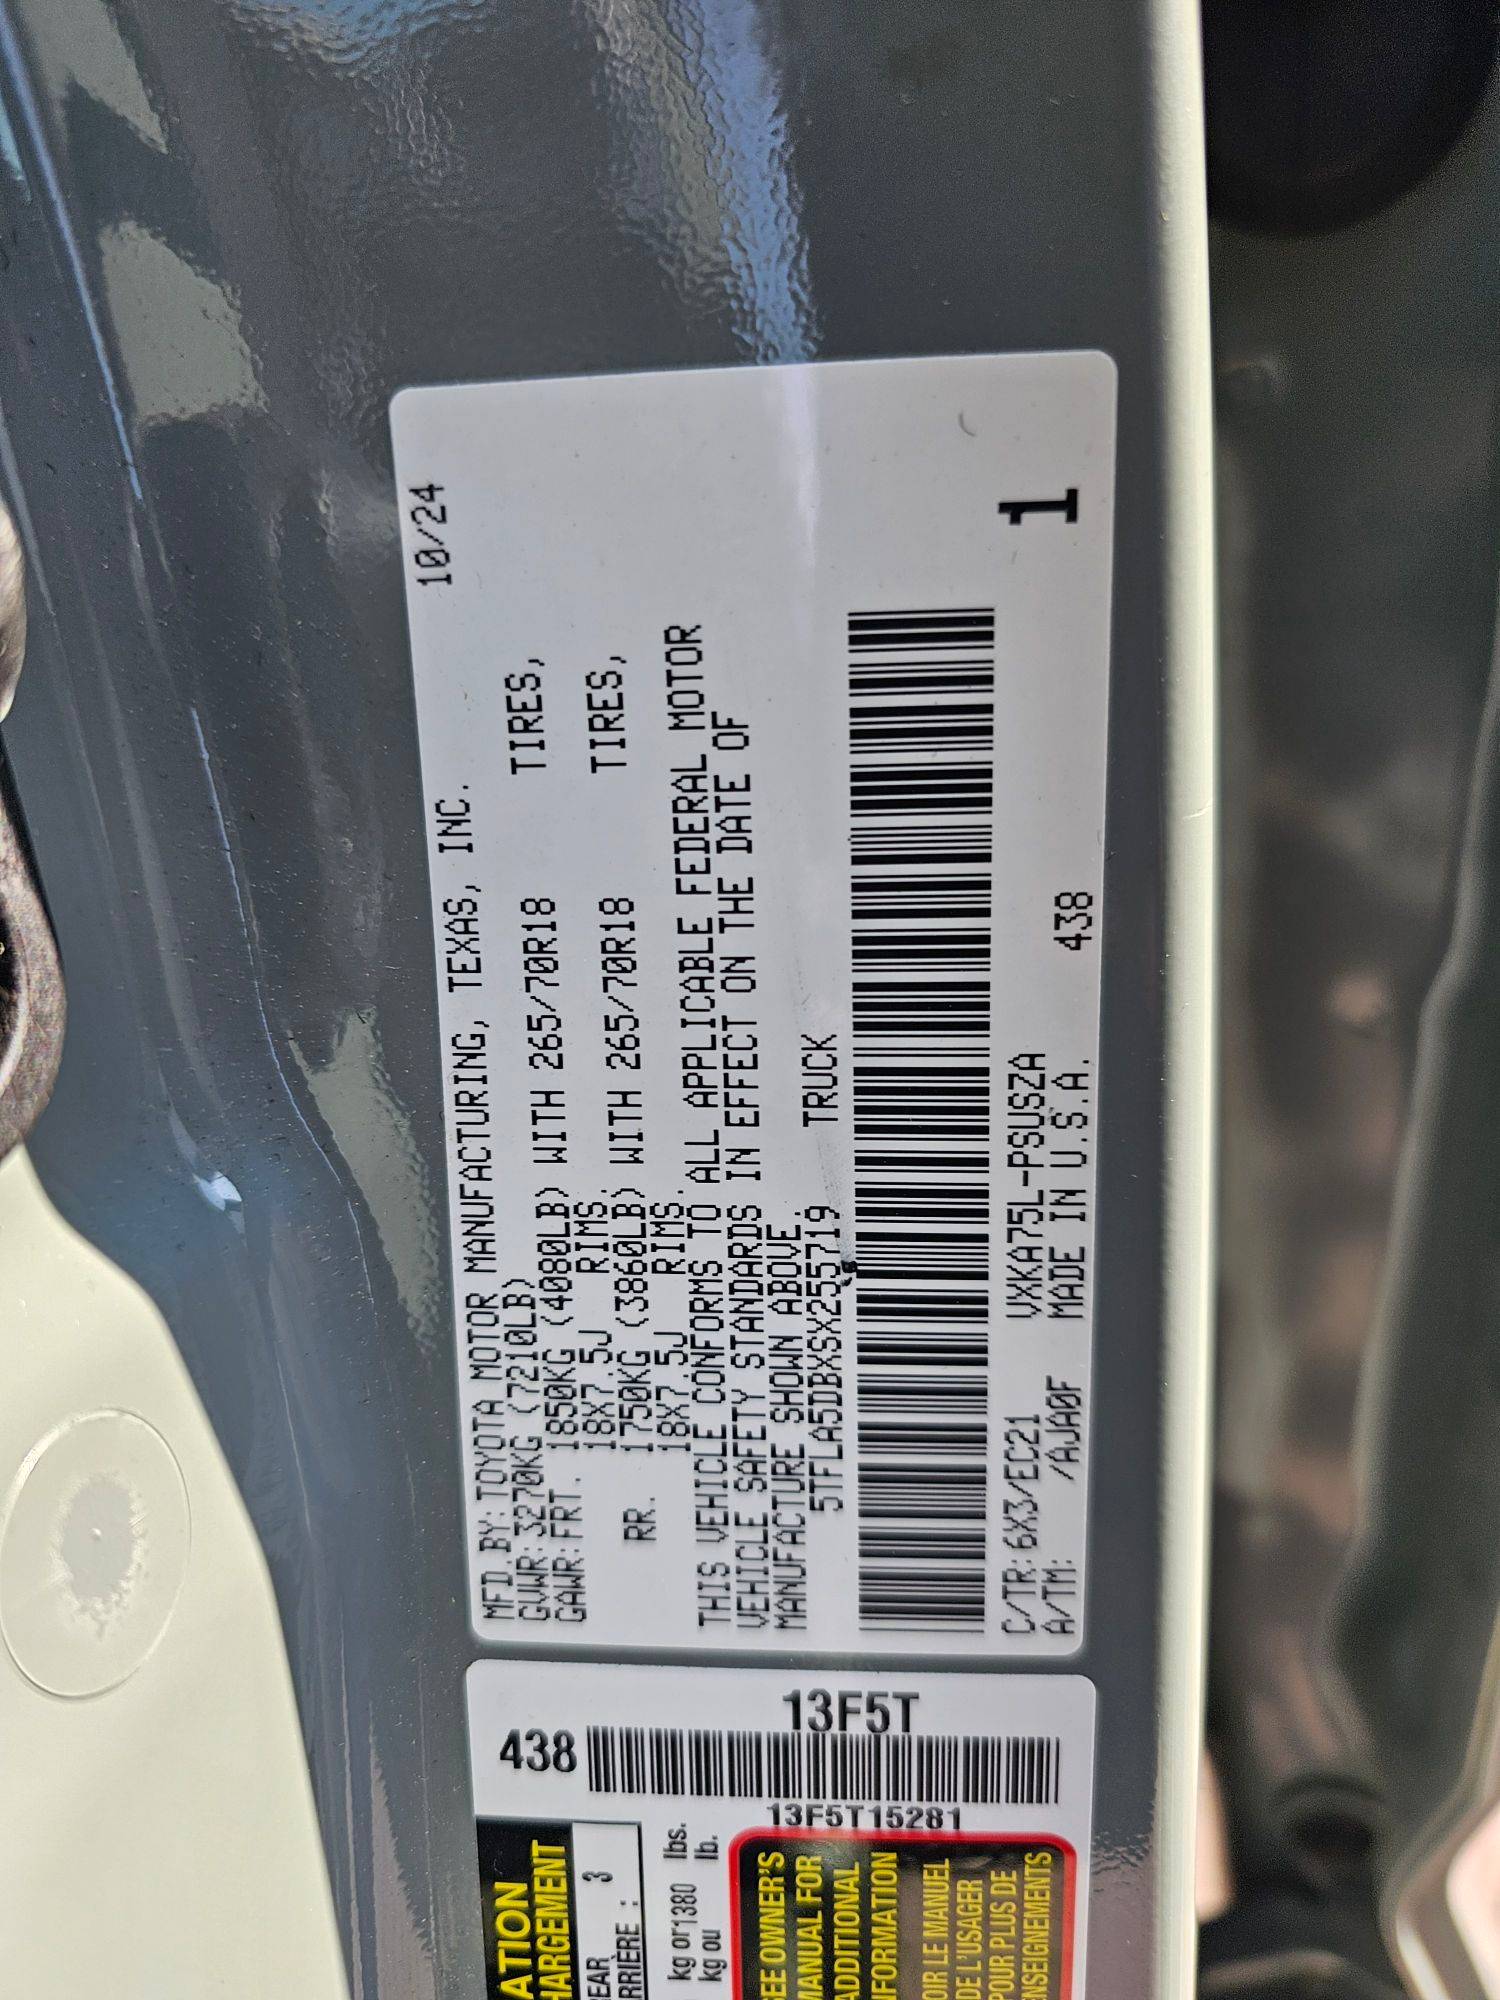 MFD.BY: TOYOTA MOTOR MANUFACTURING, TEXAS, INC. 10/24
GVWR: 3270KG (7210LB)
GAWR: FRT. 1850KG (4080LB) WITH 265/70R18 TIRES,
18X7.5J RIMS.
RR. 1750KG (3860LB) WITH 265/70R18 TIRES,
18X7.5J RIMS.
THIS VEHICLE CONFORMS TO ALL APPLICABLE FEDERAL MOTOR
VEHICLE SAFETY STANDARDS IN EFFECT ON THE DATE OF
MANUFACTURE SHOWN ABOVE.
5TFLA5DBXSX255719 TRUCK
C/TR: 6X3/EC21 VXKA75L-PSUSZA
A/TM: /AJA0F MADE IN U.S.A. 438
1
438
13F5T
13F5T15281
ATION
HARGEMENT
EAR
RRIÈRE : 3
kg or 1380 lbs.
kg ou lb.
SEE OWNER'S
MANUAL FOR
ADDITIONAL
FORMATION
OIR LE MANUEL
DE L'USAGER
POUR PLUS DE
ENSEIGNEMENTS